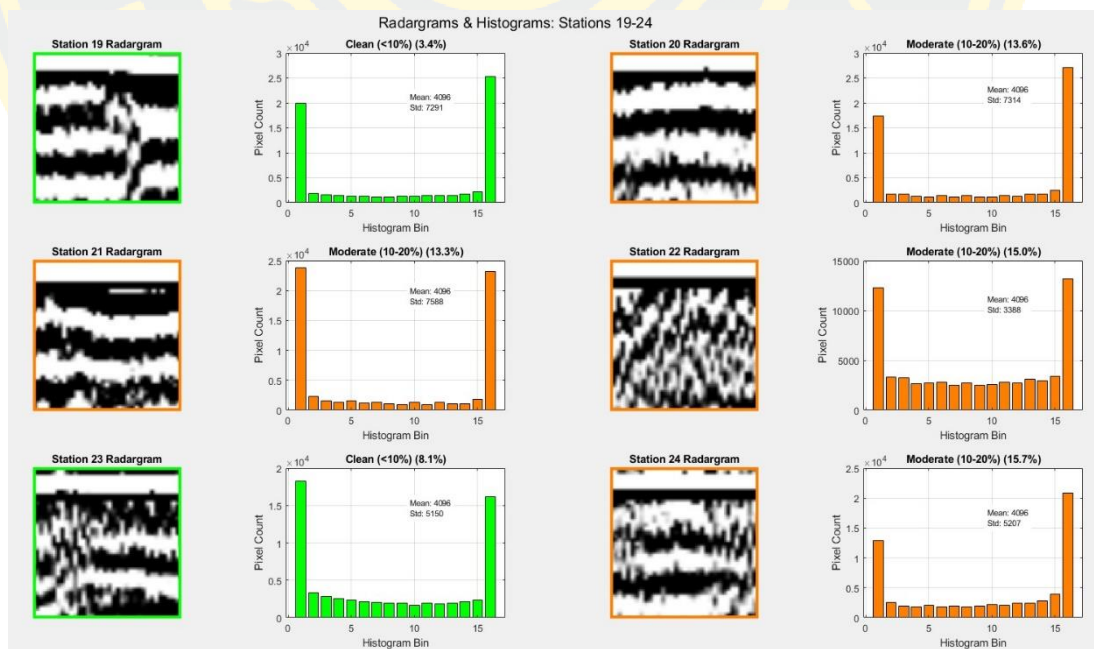 Radargrams & Histograms: Stations 19-24
Station 19 Radargram
×10⁴
Clean (<10%) (3.4%)
3
2.5
2
1.5
1
0.5
0
Pixel Count
Mean: 4096
Std: 7291
0 5 10 15
Histogram Bin
Station 20 Radargram
×10⁴
Moderate (10-20%) (13.6%)
3
2.5
2
1.5
1
0.5
0
Pixel Count
Mean: 4096
Std: 7314
0 5 10 15
Histogram Bin
Station 21 Radargram
×10⁴
Moderate (10-20%) (13.3%)
2.5
2
1.5
1
0.5
0
Pixel Count
Mean: 4096
Std: 7588
0 5 10 15
Histogram Bin
Station 22 Radargram
Moderate (10-20%) (15.0%)
15000
10000
5000
0
Pixel Count
Mean: 4096
Std: 3388
0 5 10 15
Histogram Bin
Station 23 Radargram
×10⁴
Clean (<10%) (8.1%)
2
1.5
1
0.5
0
Pixel Count
Mean: 4096
Std: 5150
0 5 10 15
Histogram Bin
Station 24 Radargram
×10⁴
Moderate (10-20%) (15.7%)
2.5
2
1.5
1
0.5
0
Pixel Count
Mean: 4096
Std: 5207
0 5 10 15
Histogram Bin